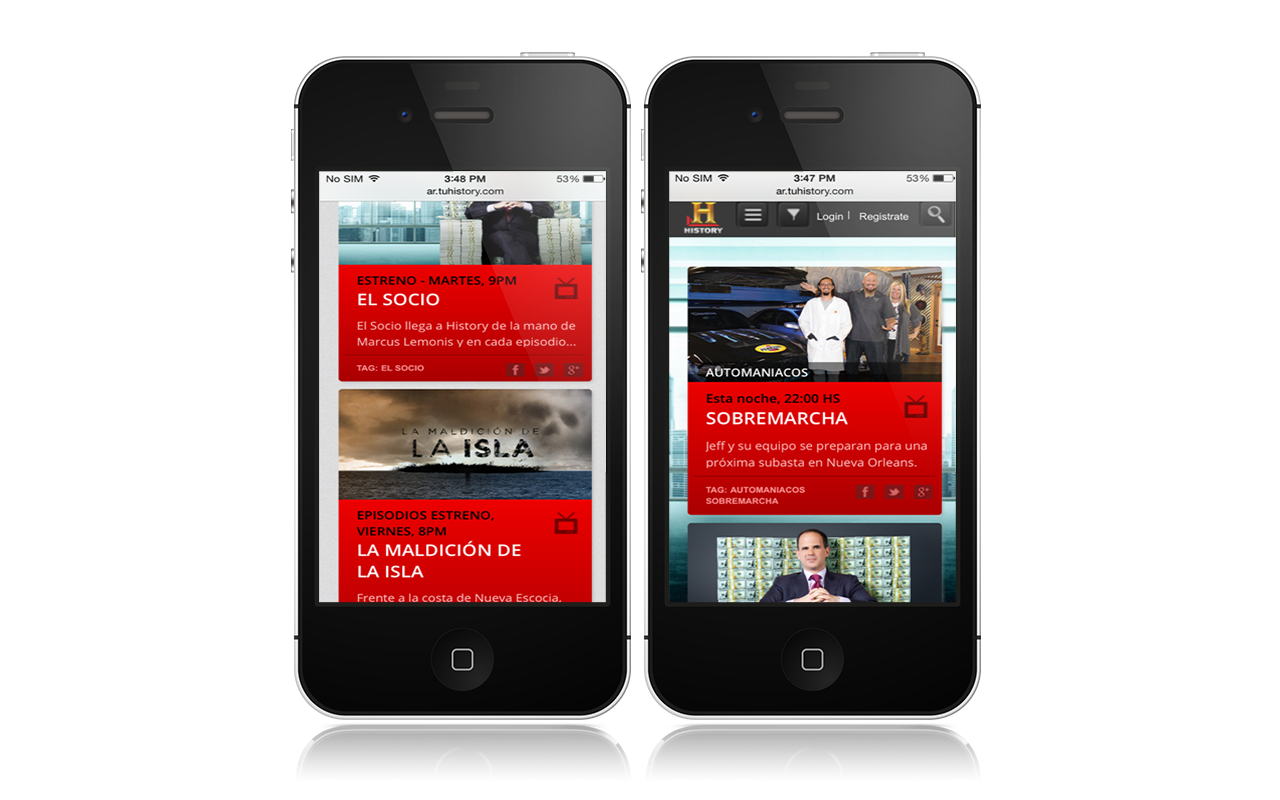 No SIM 3:48 PM 53%
ar.tuhistory.com
ESTRENO - MARTES, 9PM
EL SOCIO
El Socio llega a History de la mano de
Marcus Lemonis y en cada episodio...
TAG: EL SOCIO
LA MALDICIÓN DE
LA ISLA
EPISODIOS ESTRENO,
VIERNES, 8PM
LA MALDICIÓN DE
LA ISLA
Frente a la costa de Nueva Escocia,
No SIM 3:47 PM 53%
ar.tuhistory.com
H
HISTORY
Login | Registrate
AUTOMANIACOS
Esta noche, 22:00 HS
SOBREMARCHA
Jeff y su equipo se preparan para una
próxima subasta en Nueva Orleans.
TAG: AUTOMANIACOS
SOBREMARCHA